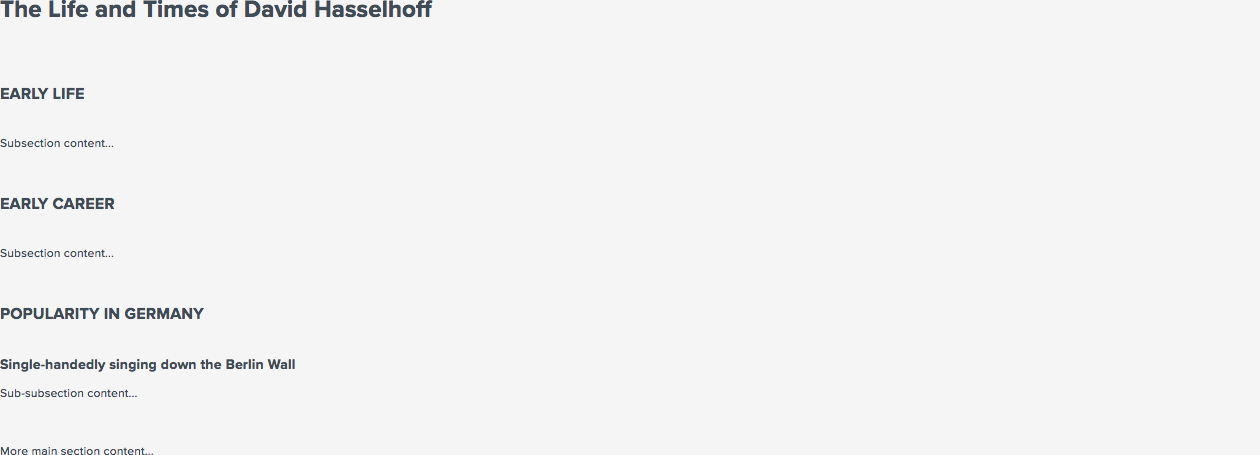 The Life and Times of David Hasselhoff
EARLY LIFE
Subsection content...
EARLY CAREER
Subsection content...
POPULARITY IN GERMANY
Single-handedly singing down the Berlin Wall
Sub-subsection content...
More main section content...